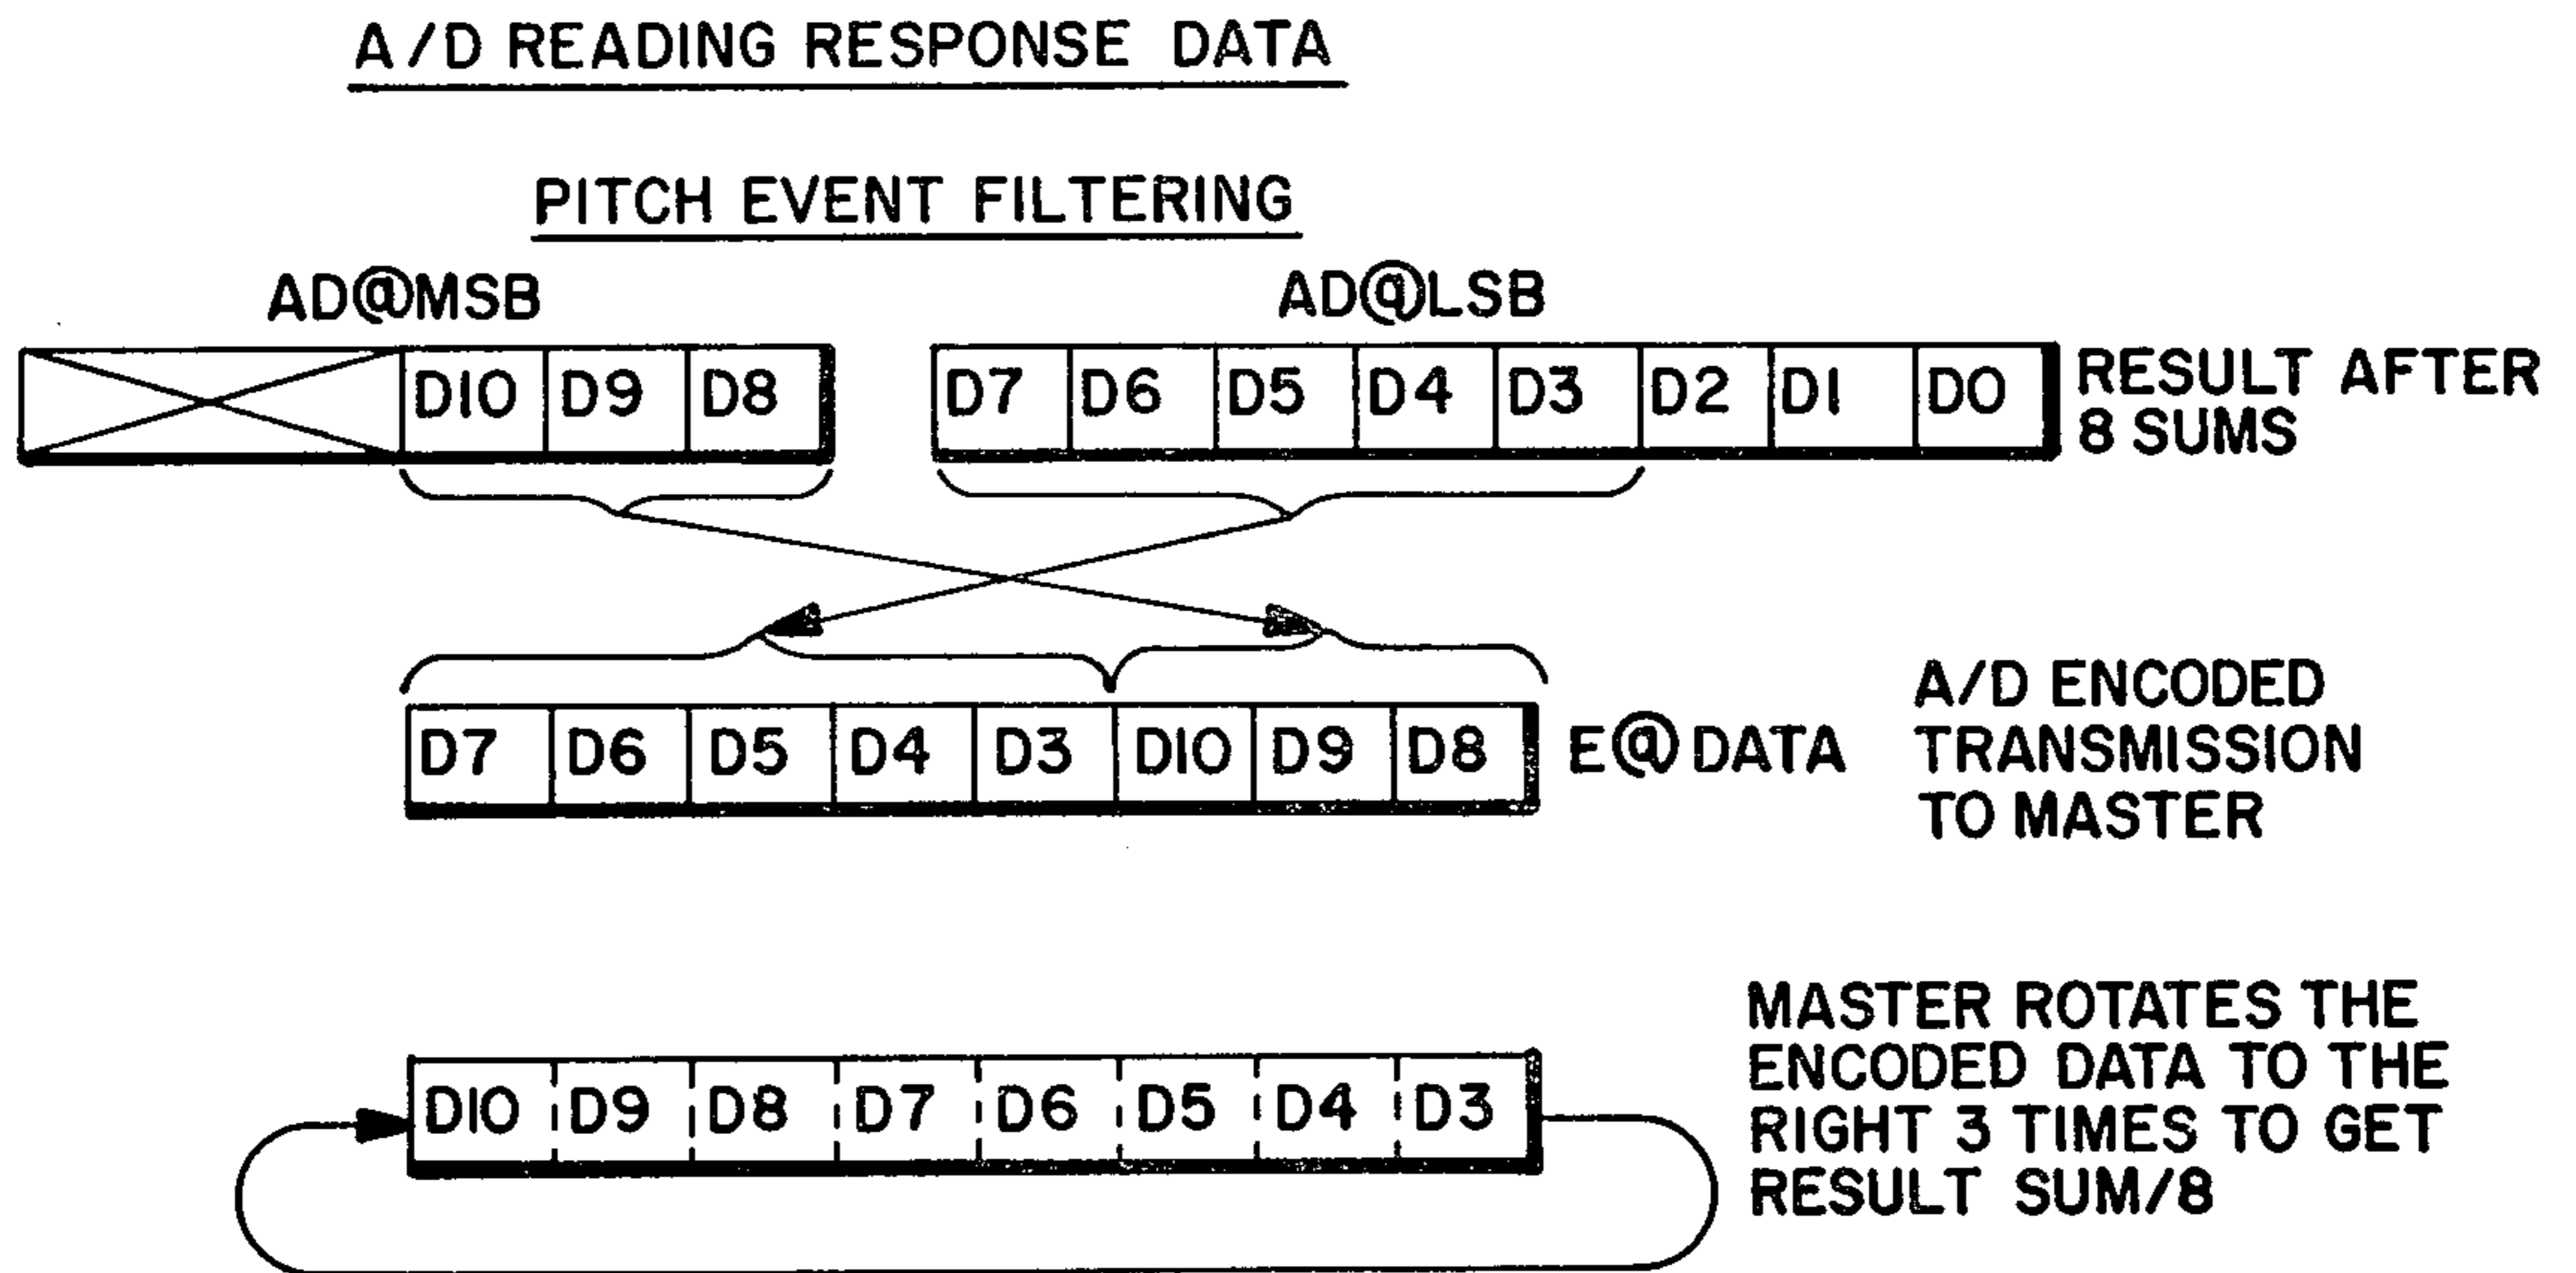 A/D READING RESPONSE DATA
PITCH EVENT FILTERING
AD@MSB
AD@LSB
D10 D9 D8
D7 D6 D5 D4 D3 D2 D1 D0
RESULT AFTER
8 SUMS
D7 D6 D5 D4 D3 D10 D9 D8
E@DATA
A/D ENCODED
TRANSMISSION
TO MASTER
D10 D9 D8 D7 D6 D5 D4 D3
MASTER ROTATES THE
ENCODED DATA TO THE
RIGHT 3 TIMES TO GET
RESULT SUM/8